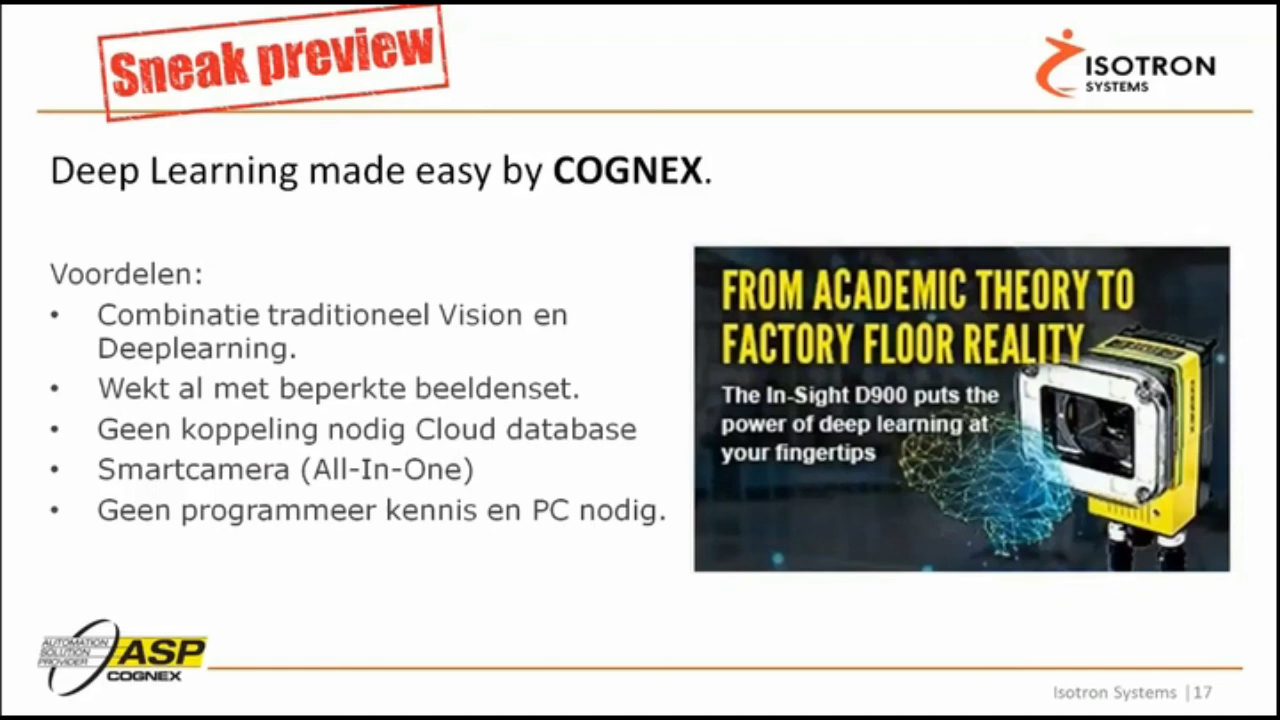 Sneak preview
ISOTRON
SYSTEMS
Deep Learning made easy by COGNEX.
Voordelen:
• Combinatie traditioneel Vision en
Deeplearning.
• Wekt al met beperkte beeldenset.
• Geen koppeling nodig Cloud database
• Smartcamera (All-In-One)
• Geen programmeer kennis en PC nodig.
FROM ACADEMIC THEORY TO
FACTORY FLOOR REALITY
The In-Sight D900 puts the
power of deep learning at
your fingertips
AUTOMATION
SOLUTION
PROVIDER
ASP
COGNEX
Isotron Systems |17